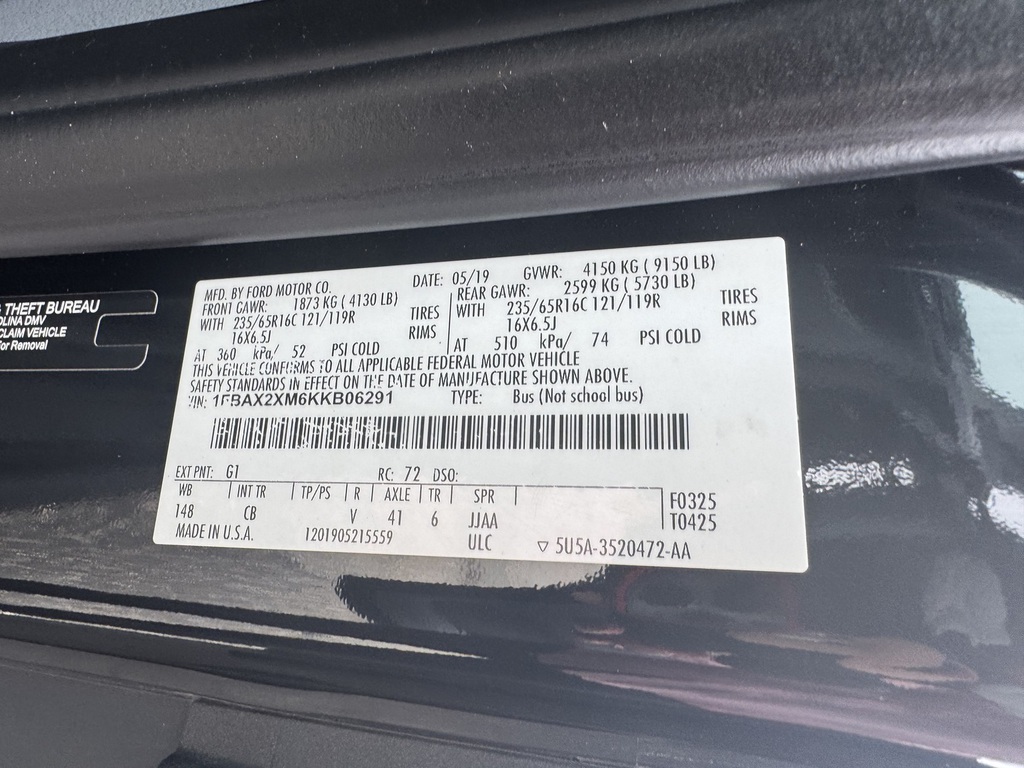 THEFT BUREAU
OLINA DMV
CLAIM VEHICLE
For Removal
MFD. BY FORD MOTOR CO. DATE: 05/19 GVWR: 4150 KG ( 9150 LB)
FRONT GAWR: 1873 KG ( 4130 LB) REAR GAWR: 2599 KG ( 5730 LB)
WITH 235/65R16C 121/119R TIRES WITH 235/65R16C 121/119R TIRES
16X6.5J RIMS 16X6.5J RIMS
AT 360 kPa/ 52 PSI COLD AT 510 kPa/ 74 PSI COLD
THIS VEHICLE CONFORMS TO ALL APPLICABLE FEDERAL MOTOR VEHICLE
SAFETY STANDARDS IN EFFECT ON THE DATE OF MANUFACTURE SHOWN ABOVE.
VIN: 1FBAX2XM6KKB06291 TYPE: Bus (Not school bus)
EXT PNT: G1 RC: 72 DSO:
WB INT TR TP/PS R AXLE TR SPR F0325
148 CB V 41 6 JJAA T0425
MADE IN U.S.A. 1201905215559 ULC ▽ 5U5A-3520472-AA